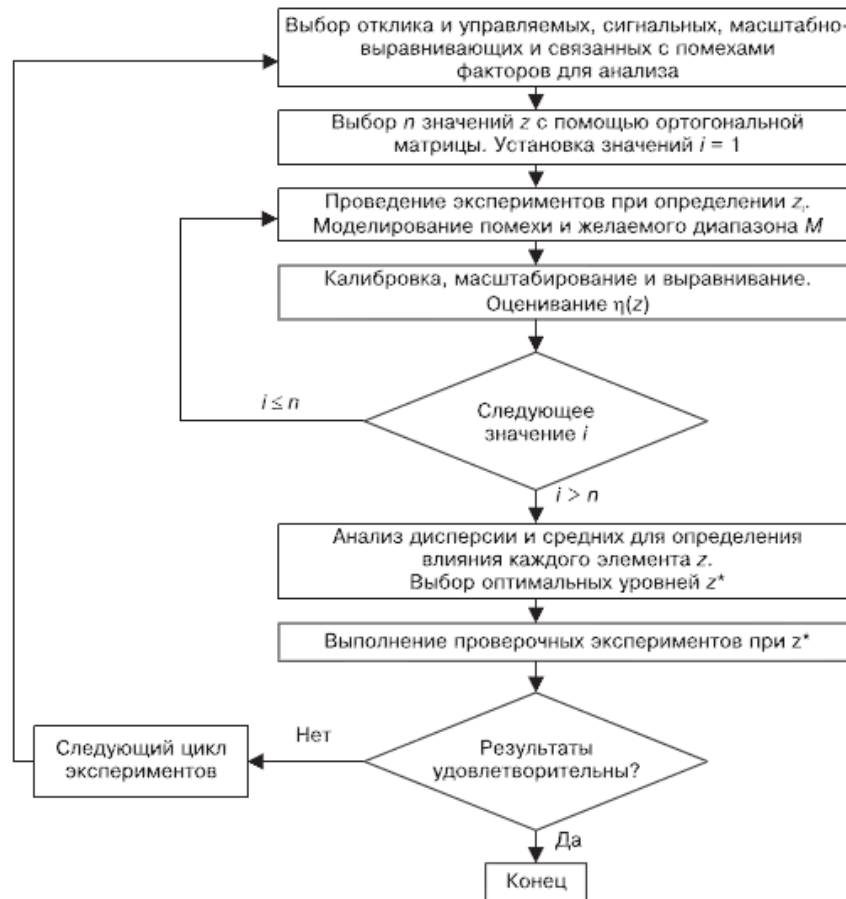 Выбор отклика и управляемых, сигнальных, масштабно-
выравнивающих и связанных с помехами
факторов для анализа
Выбор n значений z с помощью ортогональной
матрицы. Установка значений i = 1
Проведение экспериментов при определении zᵢ.
Моделирование помехи и желаемого диапазона M
Калибровка, масштабирование и выравнивание.
Оценивание η(z)
i ≤ n
Следующее
значение i
i > n
Анализ дисперсии и средних для определения
влияния каждого элемента z.
Выбор оптимальных уровней z*
Выполнение проверочных экспериментов при z*
Нет
Следующий цикл
экспериментов
Результаты
удовлетворительны?
Да
Конец